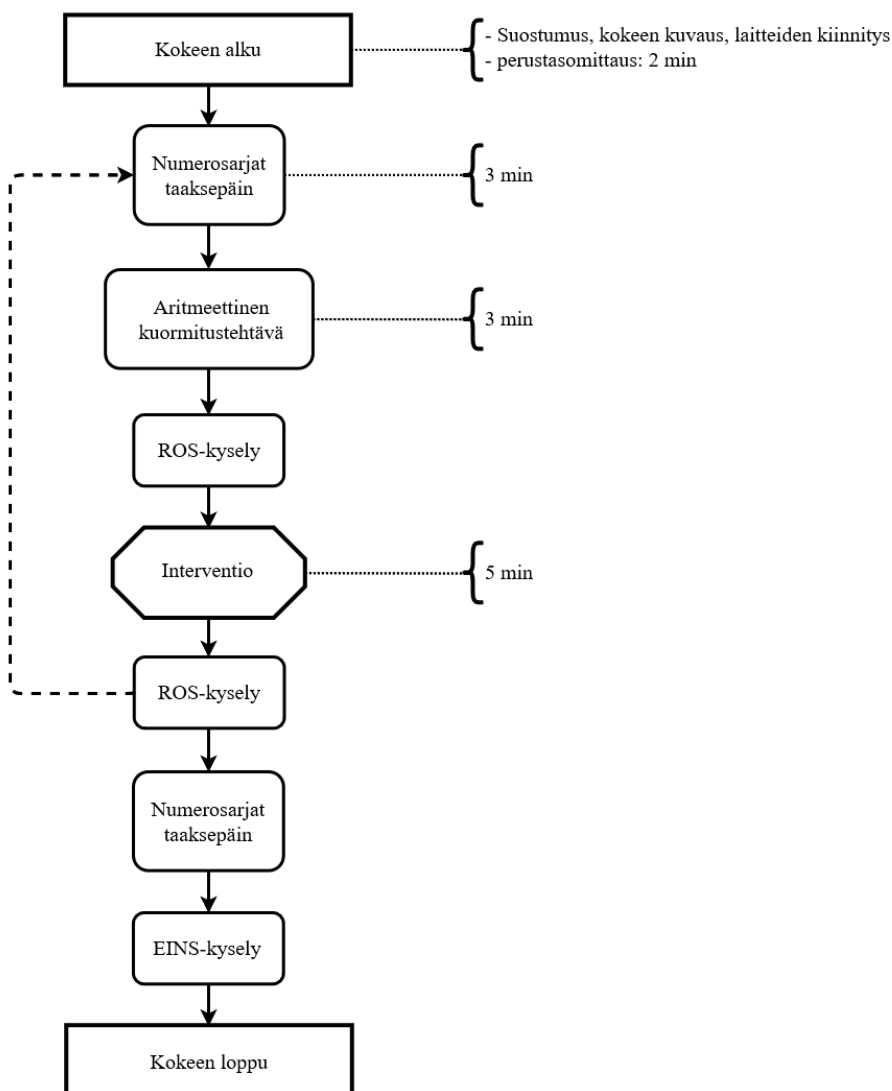 Kokeen alku
- Suostumus, kokeen kuvaus, laitteiden kiinnitys
- perustasomittaus: 2 min
Numerosarjat
taaksepäin
3 min
Aritmeettinen
kuormitustehtävä
3 min
ROS-kysely
Interventio
5 min
ROS-kysely
Numerosarjat
taaksepäin
EINS-kysely
Kokeen loppu